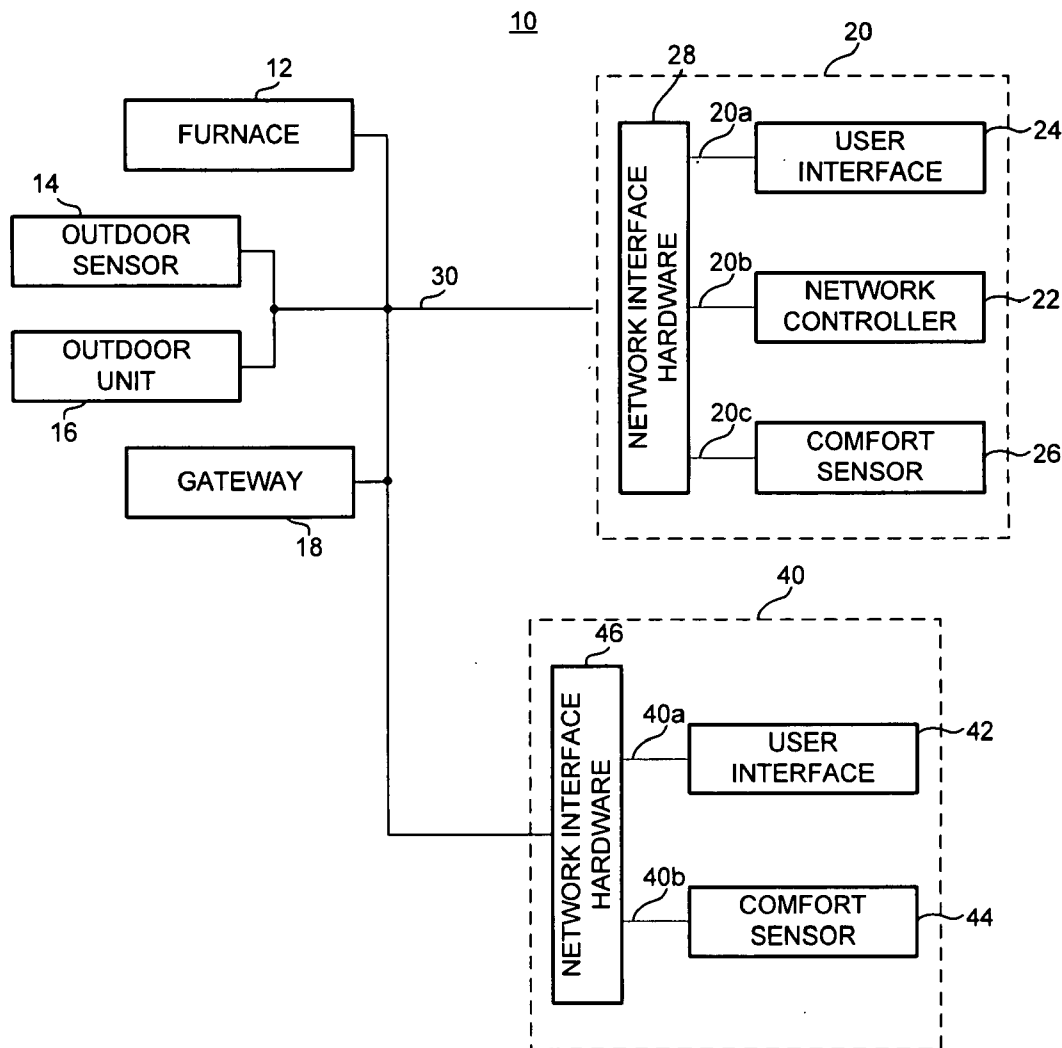 10
12
FURNACE
14
OUTDOOR
SENSOR
30
OUTDOOR
UNIT
16
GATEWAY
18
20
28
NETWORK INTERFACE
HARDWARE
20a
USER
INTERFACE
24
20b
NETWORK
CONTROLLER
22
20c
COMFORT
SENSOR
26
40
46
NETWORK INTERFACE
HARDWARE
40a
USER
INTERFACE
42
40b
COMFORT
SENSOR
44